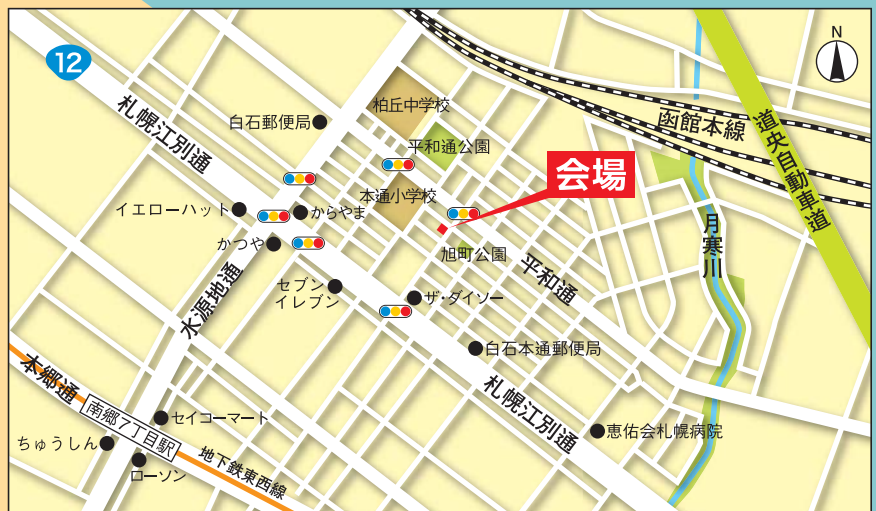 12
N
札幌江別通
白石郵便局
柏丘中学校
平和通公園
函館本線
道央自動車道
会場
本通小学校
イエローハット
からやま
かつや
旭町公園
月寒川
平和通
水源地通
セブン
イレブン
ザ・ダイソー
白石本通郵便局
札幌江別通
本郷通
南郷7丁目駅
セイコーマート
恵佑会札幌病院
ちゅうしん
ローソン
地下鉄東西線